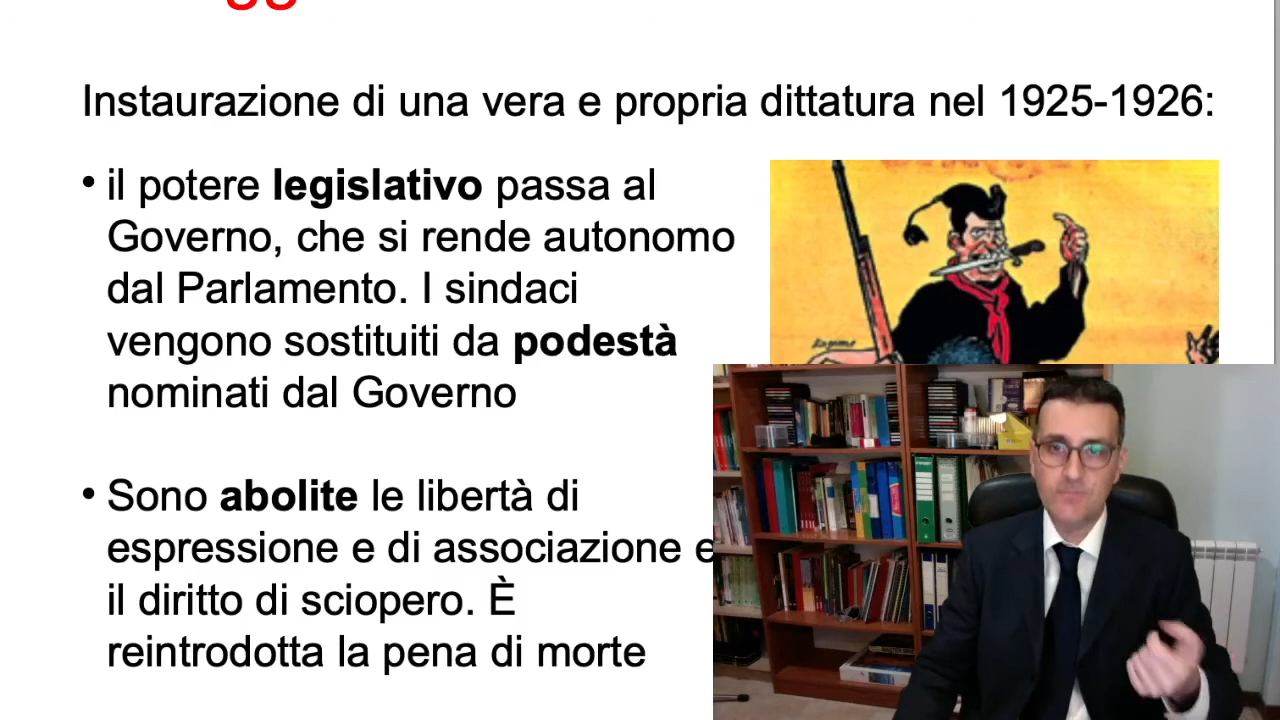 Instaurazione di una vera e propria dittatura nel 1925-1926:
• il potere legislativo passa al
Governo, che si rende autonomo
dal Parlamento. I sindaci
vengono sostituiti da podestà
nominati dal Governo
• Sono abolite le libertà di
espressione e di associazione e
il diritto di sciopero. È
reintrodotta la pena di morte